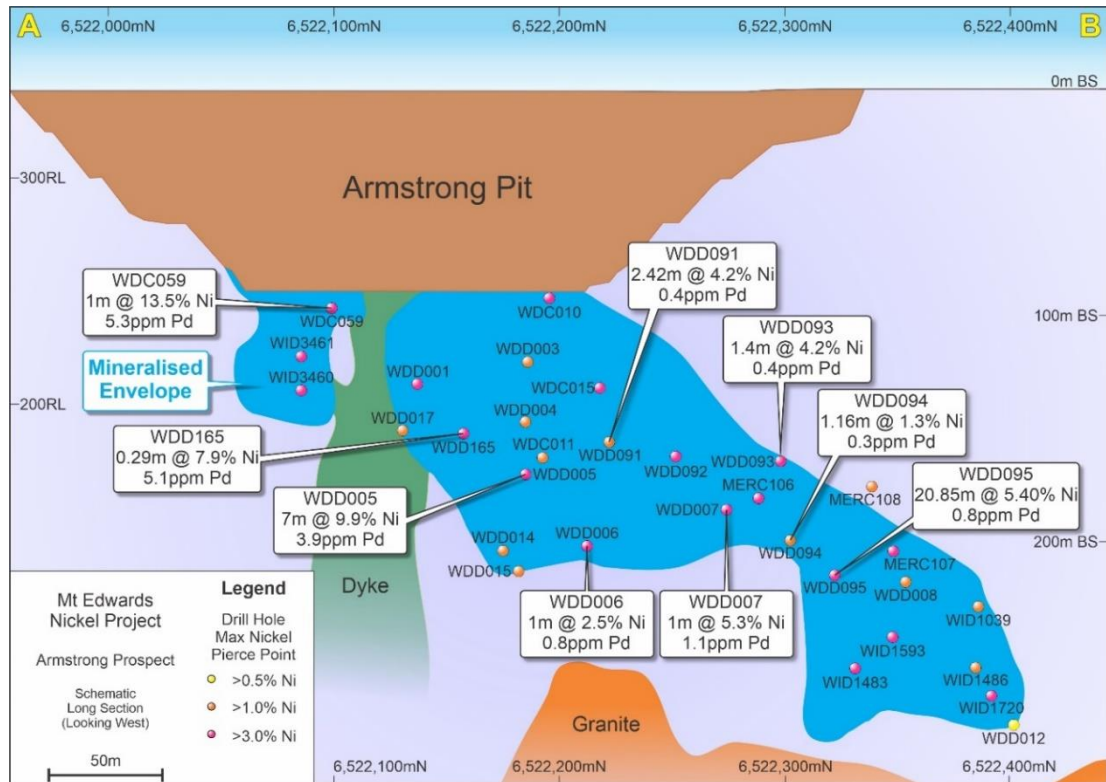 A
6,522,000mN
6,522,100mN
6,522,200mN
6,522,300mN
6,522,400mN
B
0m BS
300RL
Armstrong Pit
WDD091
2.42m @ 4.2% Ni
0.4ppm Pd
WDC059
1m @ 13.5% Ni
5.3ppm Pd
WDC059
WDC010
100m BS
WDD093
1.4m @ 4.2% Ni
0.4ppm Pd
WID3461
WDD003
Mineralised
Envelope
WID3460
WDD001
WDC015
200RL
WDD094
1.16m @ 1.3% Ni
0.3ppm Pd
WDD017
WDD004
WDD165
0.29m @ 7.9% Ni
5.1ppm Pd
WDD165
WDC011
WDD091
WDD092
WDD093
WDD005
MERC106
MERC108
WDD095
20.85m @ 5.40% Ni
0.8ppm Pd
WDD005
7m @ 9.9% Ni
3.9ppm Pd
WDD007
WDD014
WDD006
WDD094
200m BS
WDD015
MERC107
WDD095
WDD008
Dyke
WDD006
1m @ 2.5% Ni
0.8ppm Pd
WDD007
1m @ 5.3% Ni
1.1ppm Pd
WID1039
WID1593
WID1483
WID1486
WID1720
WDD012
Granite
Mt Edwards
Nickel Project
Armstrong Prospect
Schematic
Long Section
(Looking West)
50m
Legend
Drill Hole
Max Nickel
Pierce Point
>0.5% Ni
>1.0% Ni
>3.0% Ni
6,522,100mN
6,522,200mN
6,522,300mN
6,522,400mN